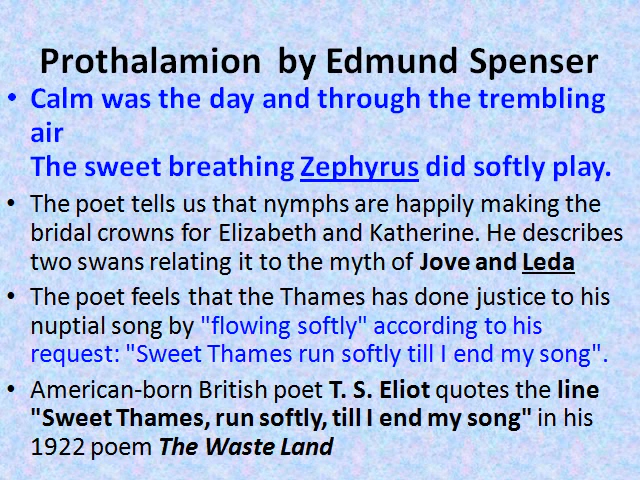 Prothalamion by Edmund Spenser
• Calm was the day and through the trembling
air
The sweet breathing Zephyrus did softly play.
• The poet tells us that nymphs are happily making the
bridal crowns for Elizabeth and Katherine. He describes
two swans relating it to the myth of Jove and Leda
• The poet feels that the Thames has done justice to his
nuptial song by "flowing softly" according to his
request: "Sweet Thames run softly till I end my song".
• American-born British poet T. S. Eliot quotes the line
"Sweet Thames, run softly, till I end my song" in his
1922 poem The Waste Land